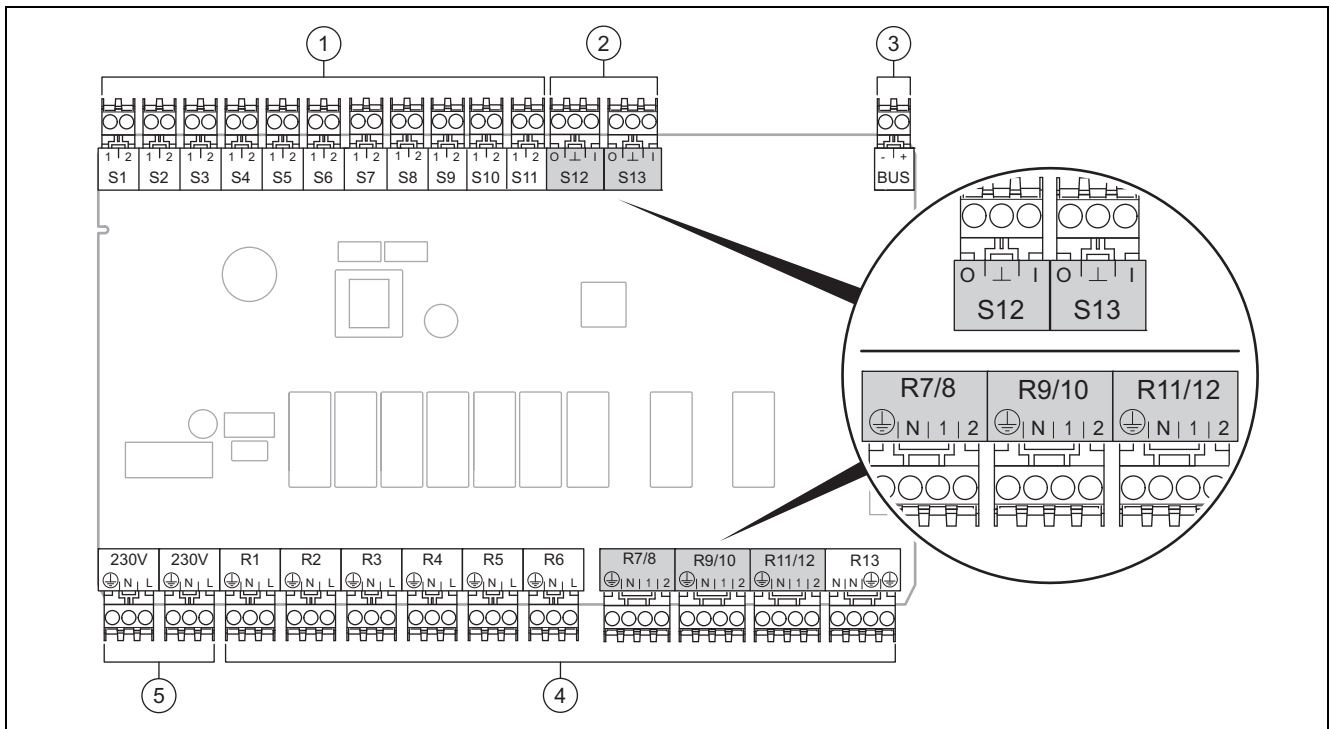 1 2 3
1 2 1 2 1 2 1 2 1 2 1 2 1 2 1 2 1 2 1 2 1 2 O ⊥ I O ⊥ I - +
S1 S2 S3 S4 S5 S6 S7 S8 S9 S10 S11 S12 S13 BUS
O ⊥ I O ⊥ I
S12 S13
R7/8 R9/10 R11/12
⏚ N 1 2 ⏚ N 1 2 ⏚ N 1 2
230V 230V R1 R2 R3 R4 R5 R6 R7/8 R9/10 R11/12 R13
⏚ N L ⏚ N L ⏚ N L ⏚ N L ⏚ N L ⏚ N L ⏚ N L ⏚ N L ⏚ N 1 2 ⏚ N 1 2 ⏚ N 1 2 N N ⏚ ⏚
5 4